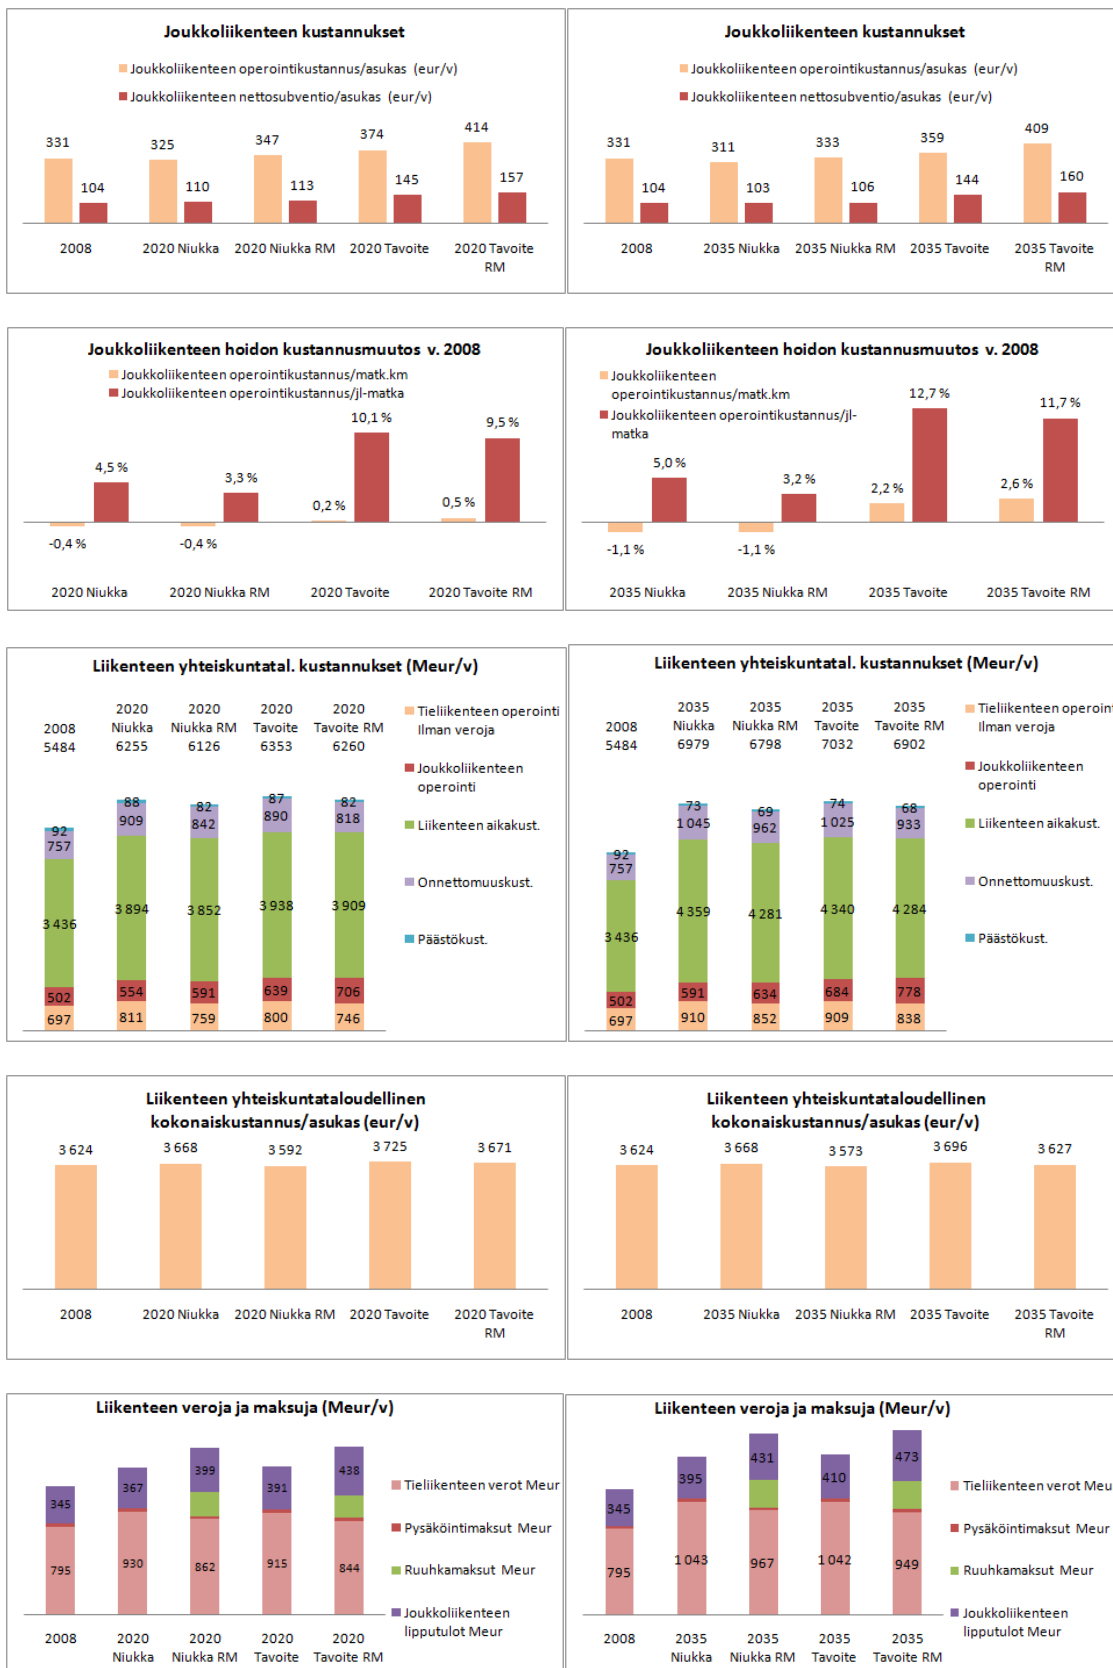 Joukkoliikenteen kustannukset
Joukkoliikenteen operointikustannus/asukas (eur/v)
Joukkoliikenteen nettosubventio/asukas (eur/v)
331 104 325 110 347 113 374 145 414 157
2008 2020 Niukka 2020 Niukka RM 2020 Tavoite 2020 Tavoite
RM
Joukkoliikenteen kustannukset
Joukkoliikenteen operointikustannus/asukas (eur/v)
Joukkoliikenteen nettosubventio/asukas (eur/v)
331 104 311 103 333 106 359 144 409 160
2008 2035 Niukka 2035 Niukka RM 2035 Tavoite 2035 Tavoite
RM
Joukkoliikenteen hoidon kustannusmuutos v. 2008
Joukkoliikenteen operointikustannus/matk.km
Joukkoliikenteen operointikustannus/jl-matka
-0,4 % 4,5 % -0,4 % 3,3 % 0,2 % 10,1 % 0,5 % 9,5 %
2020 Niukka 2020 Niukka RM 2020 Tavoite 2020 Tavoite RM
Joukkoliikenteen hoidon kustannusmuutos v. 2008
Joukkoliikenteen
operointikustannus/matk.km
Joukkoliikenteen operointikustannus/jl-
matka
-1,1 % 5,0 % -1,1 % 3,2 % 2,2 % 12,7 % 2,6 % 11,7 %
2035 Niukka 2035 Niukka RM 2035 Tavoite 2035 Tavoite RM
Liikenteen yhteiskuntatal. kustannukset (Meur/v)
2020 2020 2020 2020
2008 Niukka Niukka RM Tavoite Tavoite RM
5484 6255 6126 6353 6260
92 88 82 87 82
757 909 842 890 818
3 436 3 894 3 852 3 938 3 909
502 554 591 639 706
697 811 759 800 746
Tieliikenteen operointi
Ilman veroja
Joukkoliikenteen
operointi
Liikenteen aikakust.
Onnettomuuskust.
Päästökust.
Liikenteen yhteiskuntatal. kustannukset (Meur/v)
2035 2035 2035 2035
2008 Niukka Niukka RM Tavoite Tavoite RM
5484 6979 6798 7032 6902
92 73 69 74 68
757 1 045 962 1 025 933
3 436 4 359 4 281 4 340 4 284
502 591 634 684 778
697 910 852 909 838
Tieliikenteen operoint
Ilman veroja
Joukkoliikenteen
operointi
Liikenteen aikakust.
Onnettomuuskust.
Päästökust.
Liikenteen yhteiskuntataloudellinen
kokonaiskustannus/asukas (eur/v)
3 624 3 668 3 592 3 725 3 671
2008 2020 Niukka 2020 Niukka RM 2020 Tavoite 2020 Tavoite
RM
Liikenteen yhteiskuntataloudellinen
kokonaiskustannus/asukas (eur/v)
3 624 3 668 3 573 3 696 3 627
2008 2035 Niukka 2035 Niukka RM 2035 Tavoite 2035 Tavoite
RM
Liikenteen veroja ja maksuja (Meur/v)
345 367 399 391 438
795 930 862 915 844
2008 2020 2020 2020 2020
Niukka Niukka RM Tavoite Tavoite RM
Tieliikenteen verot Meur
Pysäköintimaksut Meur
Ruuhkamaksut Meur
Joukkoliikenteen
lipputulot Meur
Liikenteen veroja ja maksuja (Meur/v)
345 395 431 410 473
795 1 043 967 1 042 949
2008 2035 2035 2035 2035
Niukka Niukka RM Tavoite Tavoite RM
Tieliikenteen verot Meur
Pysäköintimaksut Meur
Ruuhkamaksut Meur
Joukkoliikenteen
lipputulot Meur